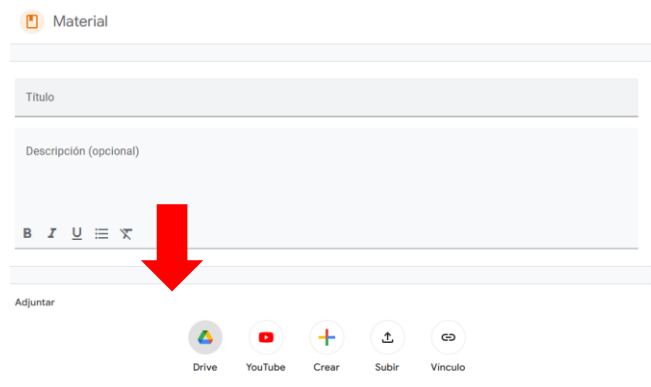 Material
Título
Descripción (opcional)
B I U
Adjuntar
Drive YouTube Crear Subir Vínculo